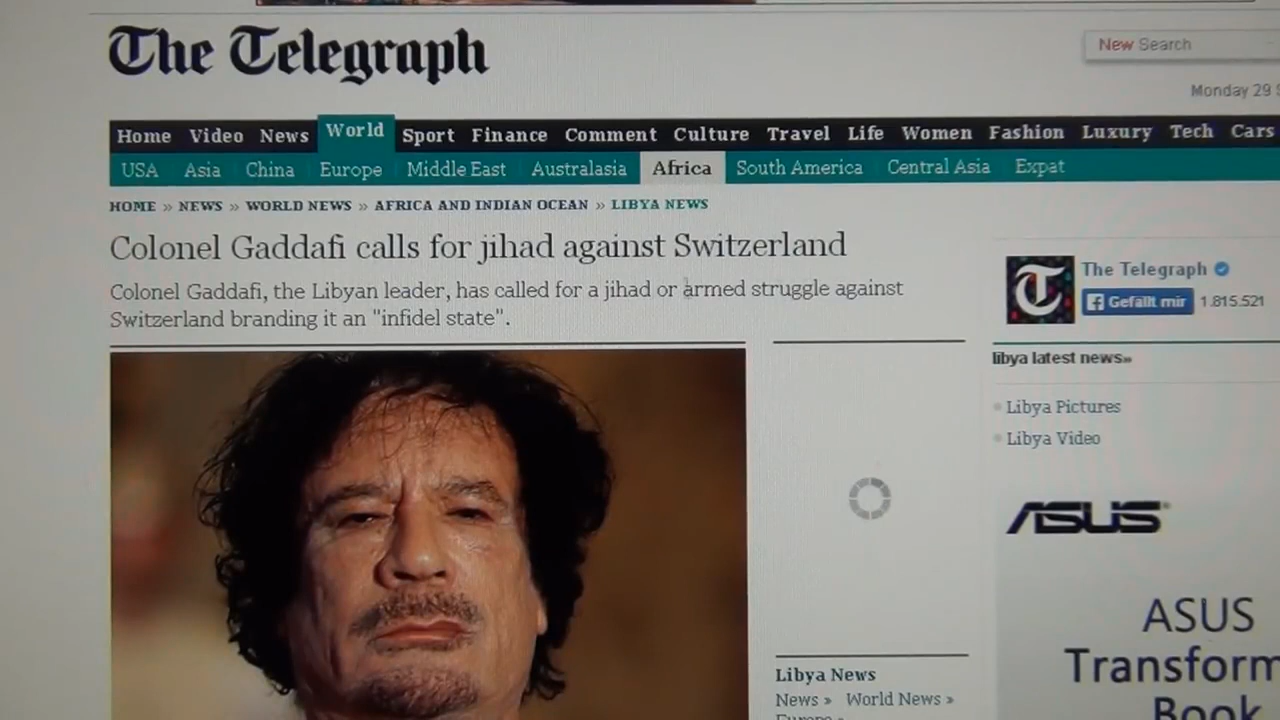 The Telegraph
New Search
Monday 29
Home Video News World Sport Finance Comment Culture Travel Life Women Fashion Luxury Tech Cars
USA Asia China Europe Middle East Australasia Africa South America Central Asia Expat
HOME » NEWS » WORLD NEWS » AFRICA AND INDIAN OCEAN » LIBYA NEWS
Colonel Gaddafi calls for jihad against Switzerland
Colonel Gaddafi, the Libyan leader, has called for a jihad or armed struggle against
Switzerland branding it an "infidel state".
The Telegraph
Gefällt mir 1.815.521
libya latest news»
Libya Pictures
Libya Video
ASUS
ASUS
Transform
Book
Libya News
News » World News »
Europe »